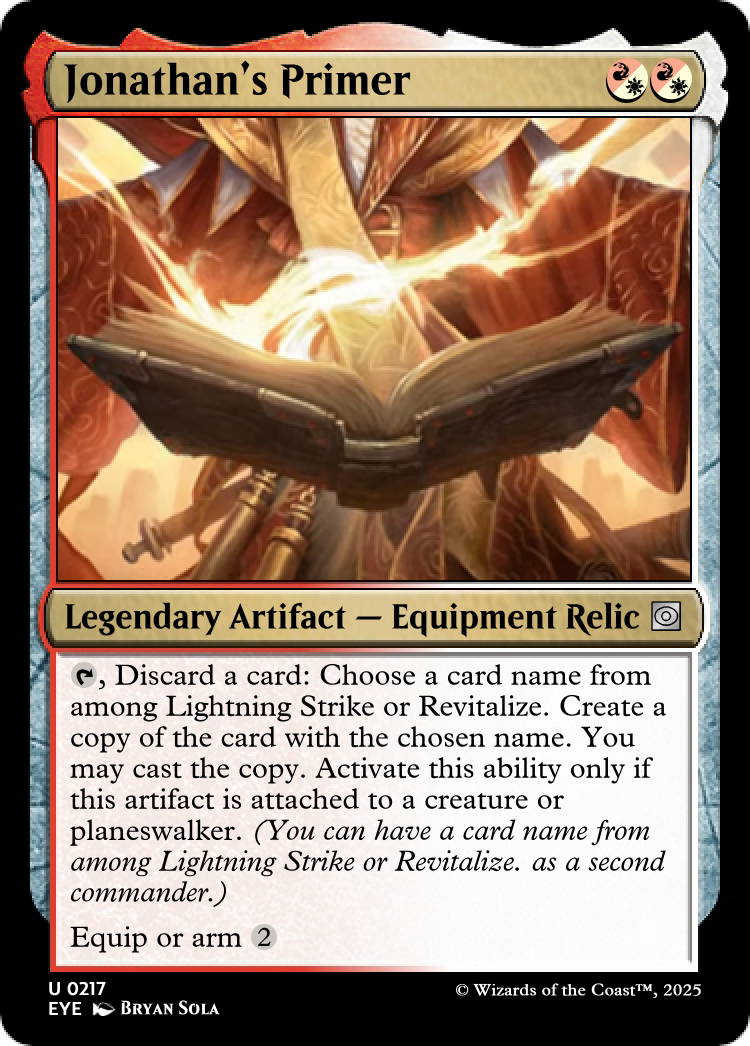 Jonathan's Primer
Legendary Artifact — Equipment Relic
, Discard a card: Choose a card name from
among Lightning Strike or Revitalize. Create a
copy of the card with the chosen name. You
may cast the copy. Activate this ability only if
this artifact is attached to a creature or
planeswalker. (You can have a card name from
among Lightning Strike or Revitalize. as a second
commander.)
Equip or arm 2
U 0217
EYE Bryan Sola
© Wizards of the Coast™, 2025